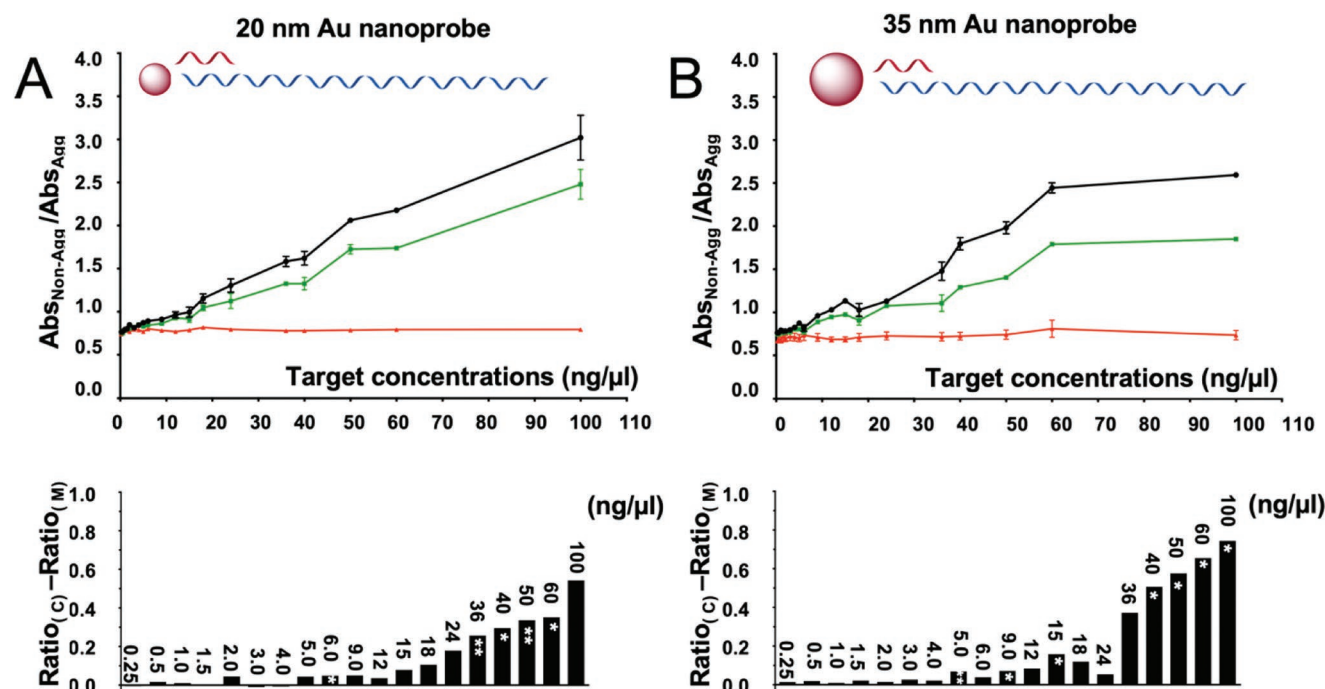 20 nm Au nanoprobe
A
Abs Non-Agg /Abs Agg
4.0
3.5
3.0
2.5
2.0
1.5
1.0
0.5
0.0
Target concentrations (ng/µl)
0 10 20 30 40 50 60 70 80 90 100 110
35 nm Au nanoprobe
B
Abs Non-Agg /Abs Agg
4.0
3.5
3.0
2.5
2.0
1.5
1.0
0.5
0.0
Target concentrations (ng/µl)
0 10 20 30 40 50 60 70 80 90 100 110
Ratio(C)–Ratio(M)
1.0
0.8
0.6
0.4
0.2
0.0
(ng/µl)
0.25 0.5 1.0 1.5 2.0 3.0 4.0 5.0 6.0 9.0 12 15 18 24 36 40 50 60 100
* ** * ** *
Ratio(C)–Ratio(M)
1.0
0.8
0.6
0.4
0.2
0.0
(ng/µl)
0.25 0.5 1.0 1.5 2.0 3.0 4.0 5.0 6.0 9.0 12 15 18 24 36 40 50 60 100
** * * * * * *